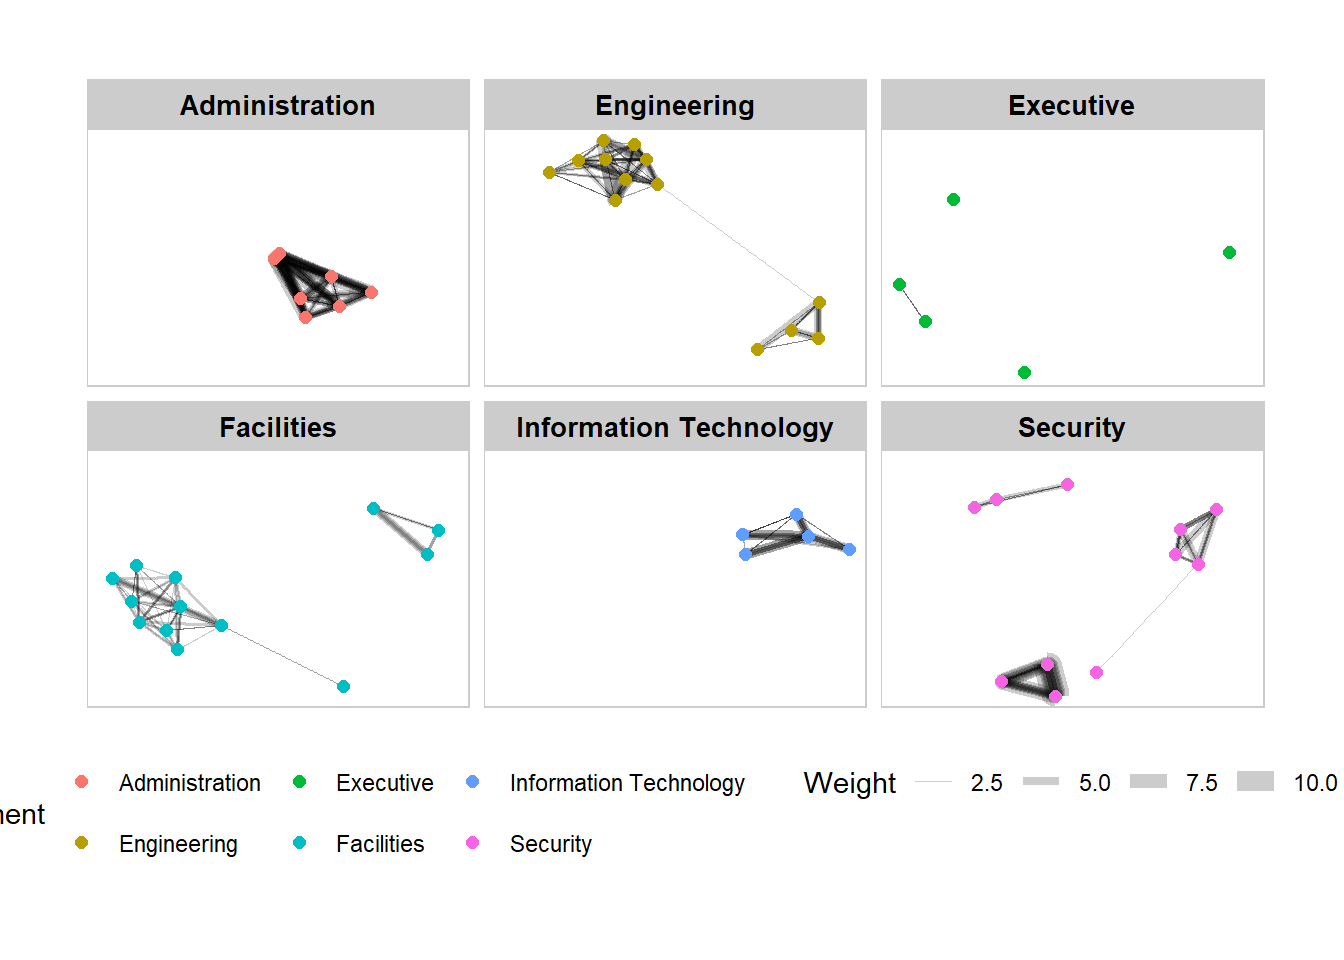 Administration
Engineering
Executive
Facilities
Information Technology
Security
Administration
Executive
Information Technology
Weight
2.5
5.0
7.5
10.0
Engineering
Facilities
Security